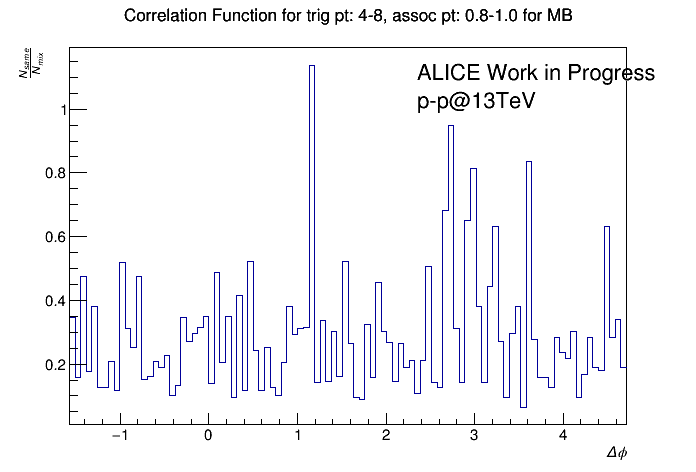 Correlation Function for trig pt: 4-8, assoc pt: 0.8-1.0 for MB
N_same
N_mix
ALICE Work in Progress
p-p@13TeV
1
0.8
0.6
0.4
0.2
−1 0 1 2 3 4
Δφ